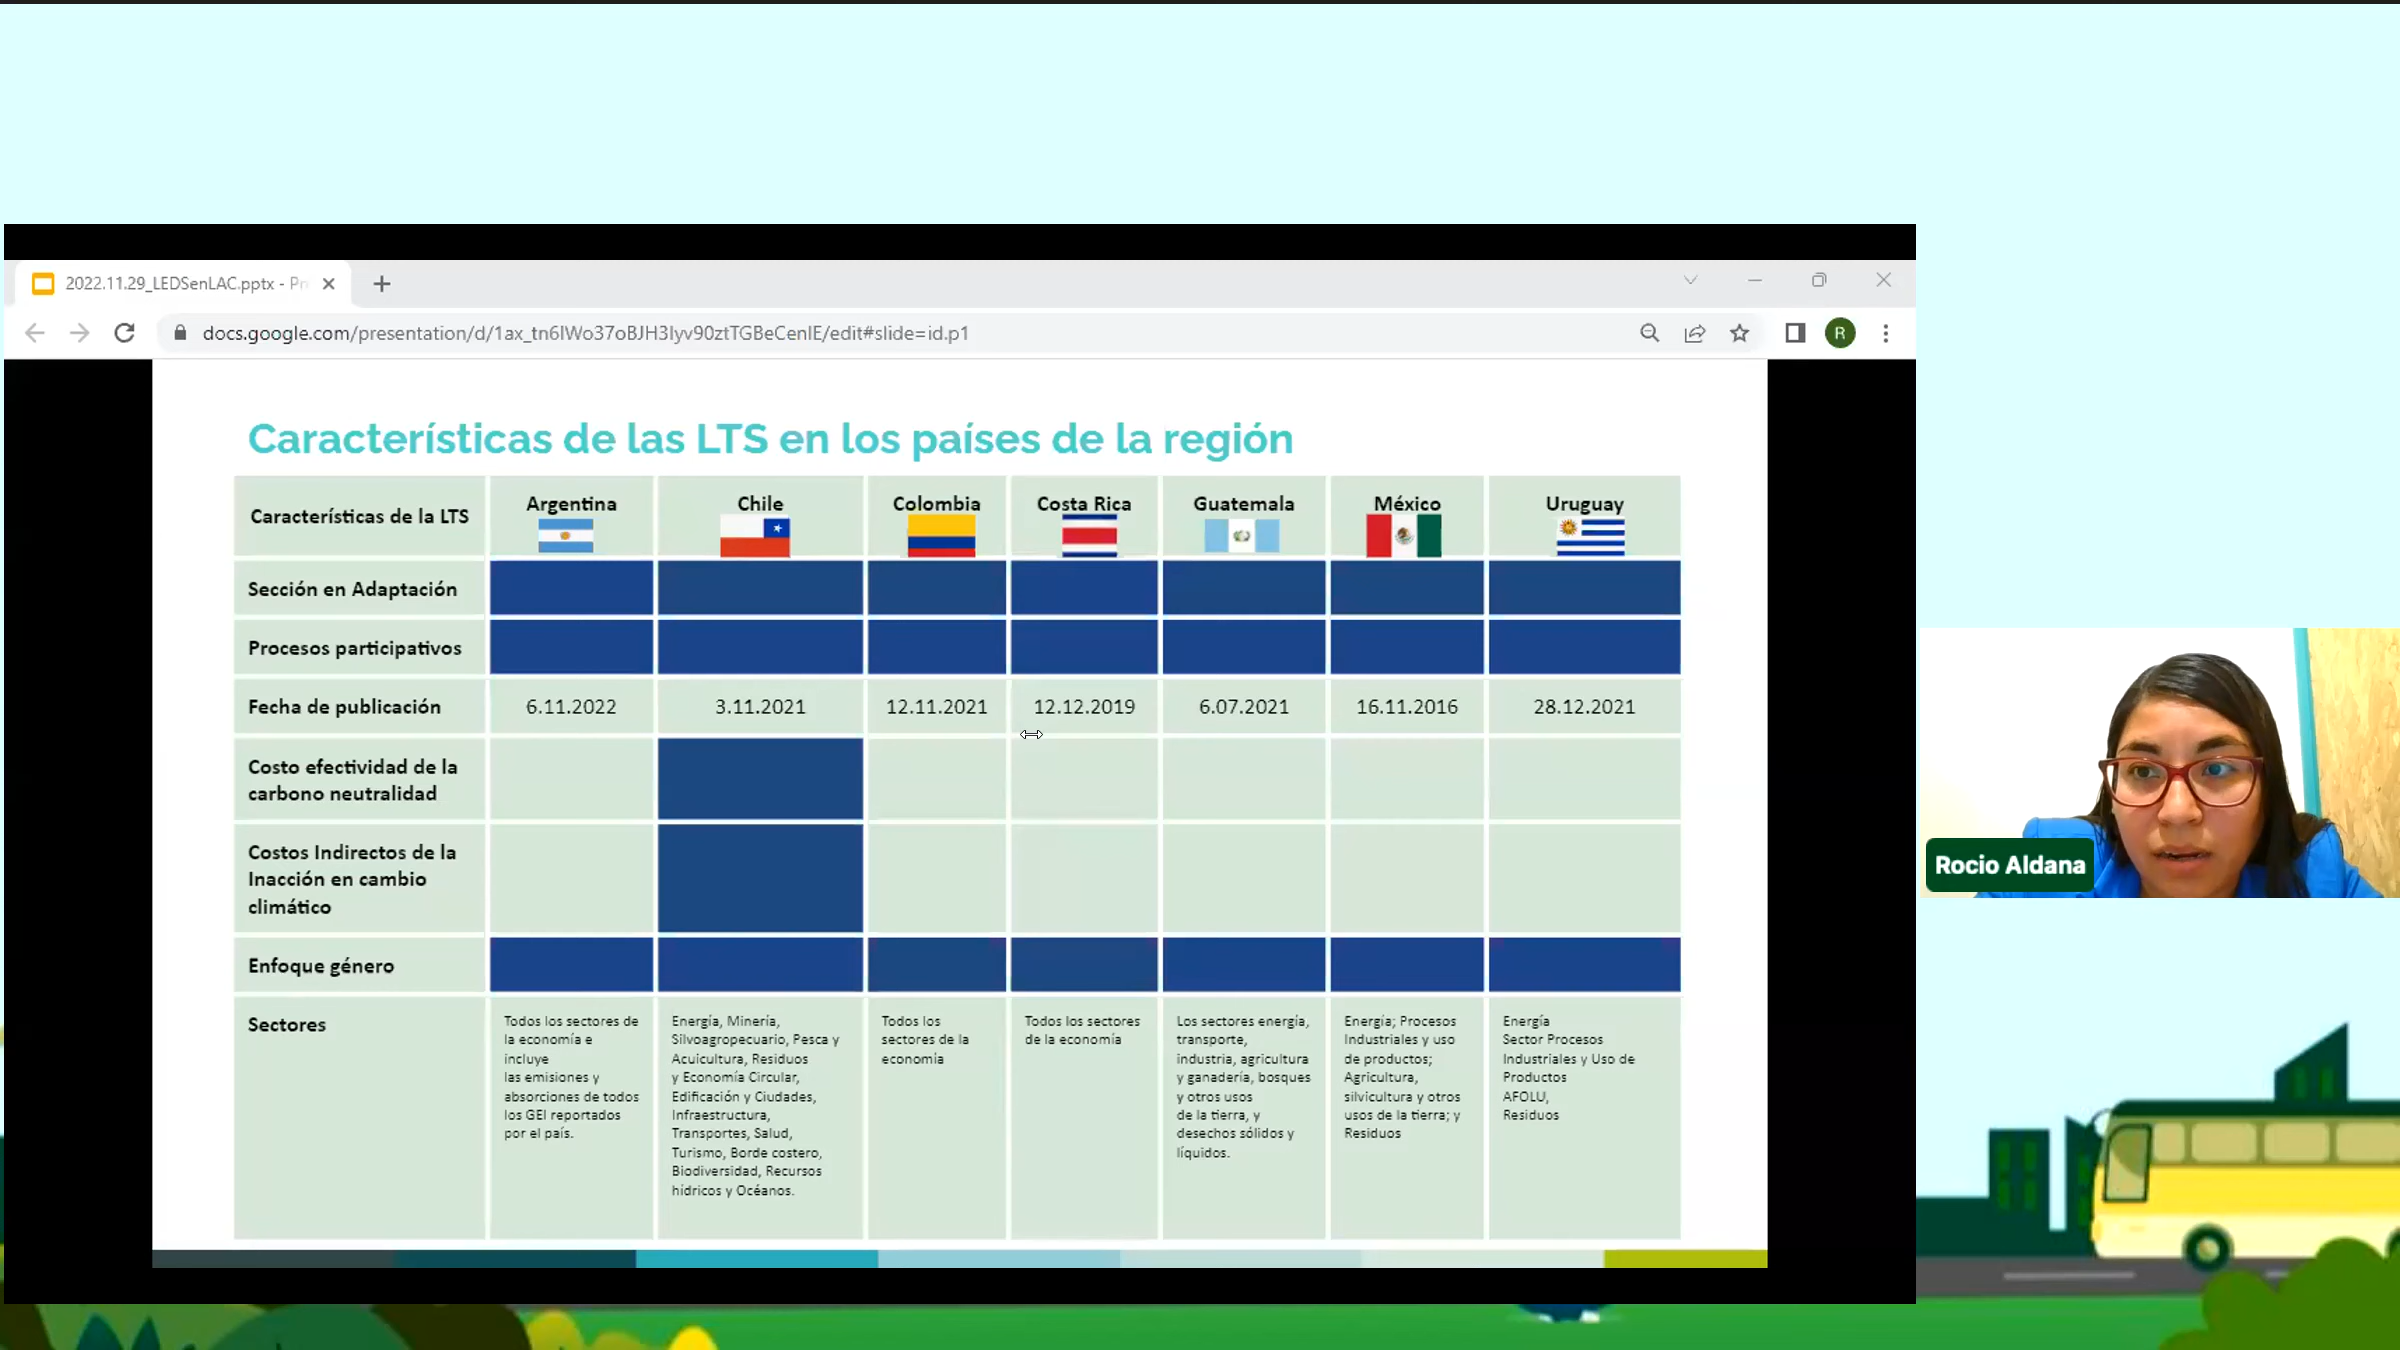 2022.11.29_LEDSenLAC.pptx - Pr
docs.google.com/presentation/d/1ax_tn6lWo37oBJH3lyv90ztTGBeCenlE/edit#slide=id.p1
R
Características de las LTS en los países de la región
Características de la LTS
Argentina
Chile
Colombia
Costa Rica
Guatemala
México
Uruguay
Sección en Adaptación
Procesos participativos
Fecha de publicación
6.11.2022
3.11.2021
12.11.2021
12.12.2019
6.07.2021
16.11.2016
28.12.2021
Costo efectividad de la
carbono neutralidad
Costos Indirectos de la
Inacción en cambio
climático
Enfoque género
Sectores
Todos los sectores de
la economía e
incluye
las emisiones y
absorciones de todos
los GEI reportados
por el país.
Energía, Minería,
Silvoagropecuario, Pesca y
Acuicultura, Residuos
y Economía Circular,
Edificación y Ciudades,
Infraestructura,
Transportes, Salud,
Turismo, Borde costero,
Biodiversidad, Recursos
hídricos y Océanos.
Todos los
sectores de la
economía
Todos los sectores
de la economía
Los sectores energía,
transporte,
industria, agricultura
y ganadería, bosques
y otros usos
de la tierra, y
desechos sólidos y
líquidos.
Energía; Procesos
Industriales y uso
de productos;
Agricultura,
silvicultura y otros
usos de la tierra; y
Residuos
Energía
Sector Procesos
Industriales y Uso de
Productos
AFOLU,
Residuos
Rocio Aldana